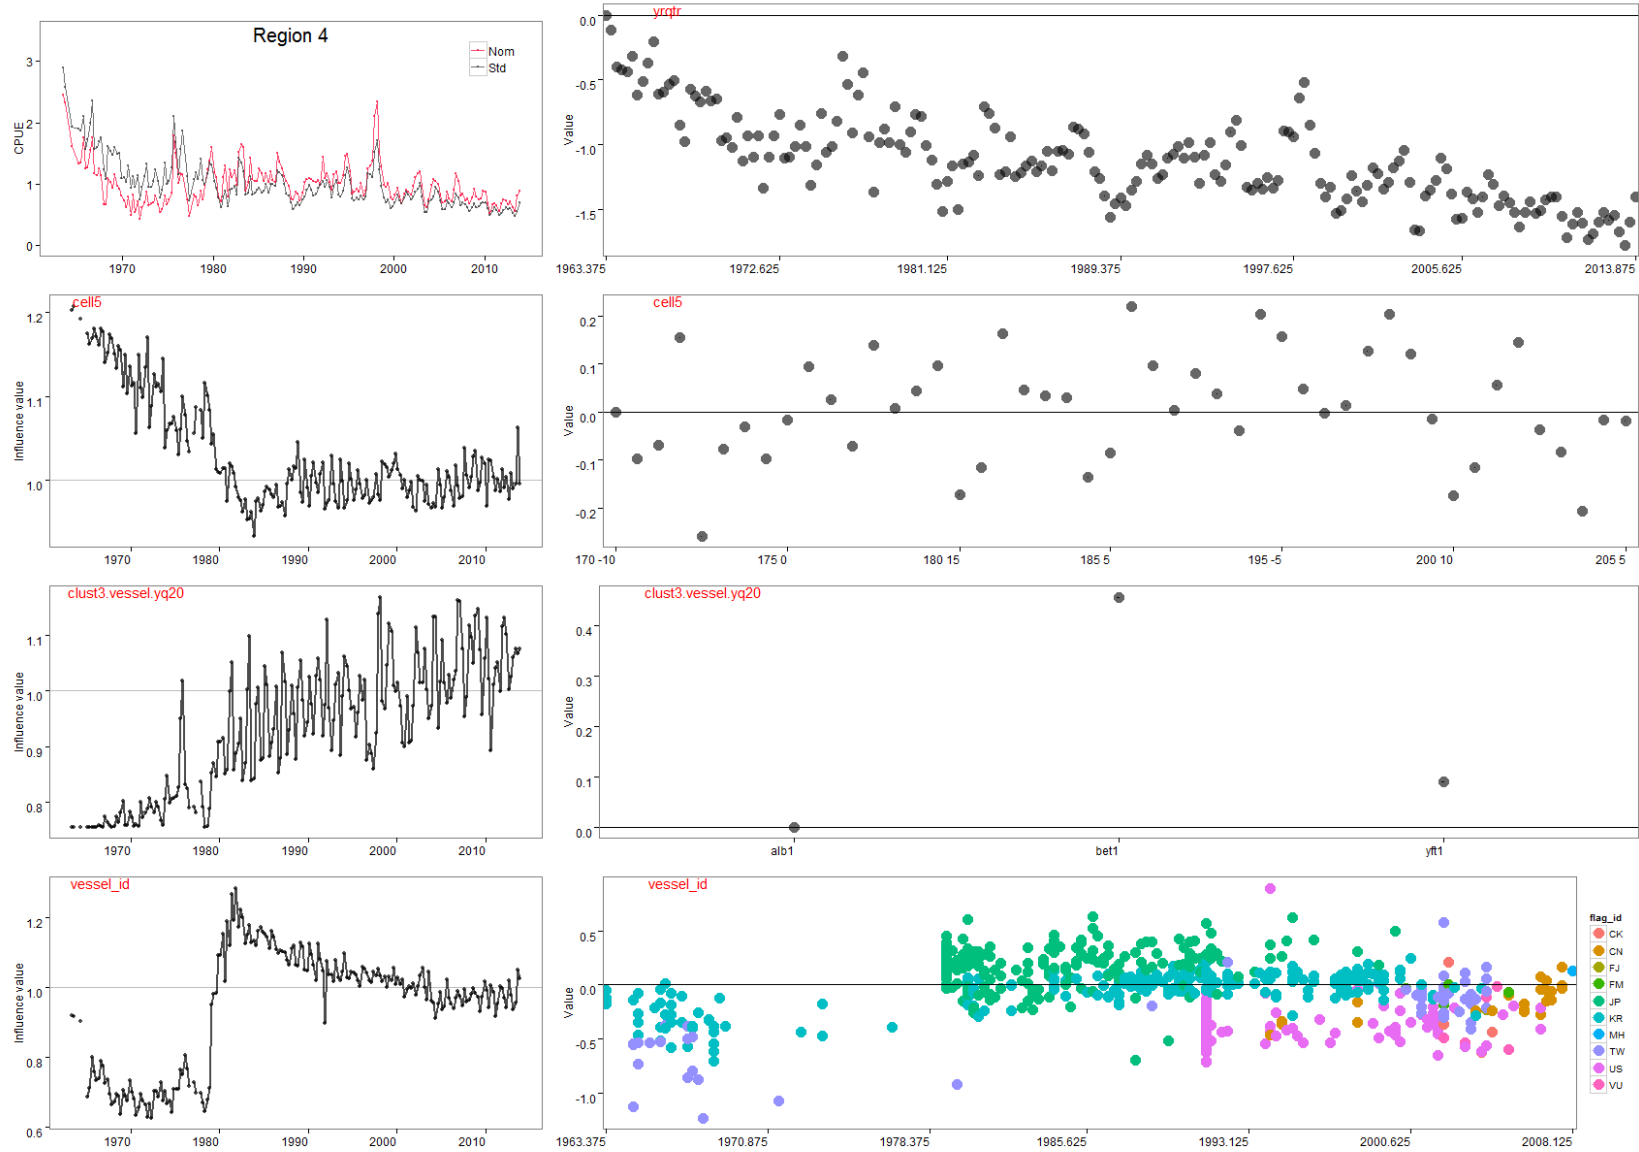 Region 4
Nom
Std
CPUE
3
2
1
0
1970 1980 1990 2000 2010
yrqtr
Value
0.0
-0.5
-1.0
-1.5
1963.375 1972.625 1981.125 1989.375 1997.625 2005.625 2013.875
cell5
Influence value
1.2
1.1
1.0
1970 1980 1990 2000 2010
cell5
Value
0.2
0.1
0.0
-0.1
-0.2
170 -10 175 0 180 15 185 5 195 -5 200 10 205 5
clust3.vessel.yq20
Influence value
1.1
1.0
0.9
0.8
1970 1980 1990 2000 2010
clust3.vessel.yq20
Value
0.4
0.3
0.2
0.1
0.0
alb1 bet1 yft1
vessel_id
Influence value
1.2
1.0
0.8
0.6
1970 1980 1990 2000 2010
vessel_id
Value
0.5
0.0
-0.5
-1.0
1963.375 1970.875 1978.375 1985.625 1993.125 2000.625 2008.125
flag_id
CK
CN
FJ
FM
JP
KR
MH
TW
US
VU